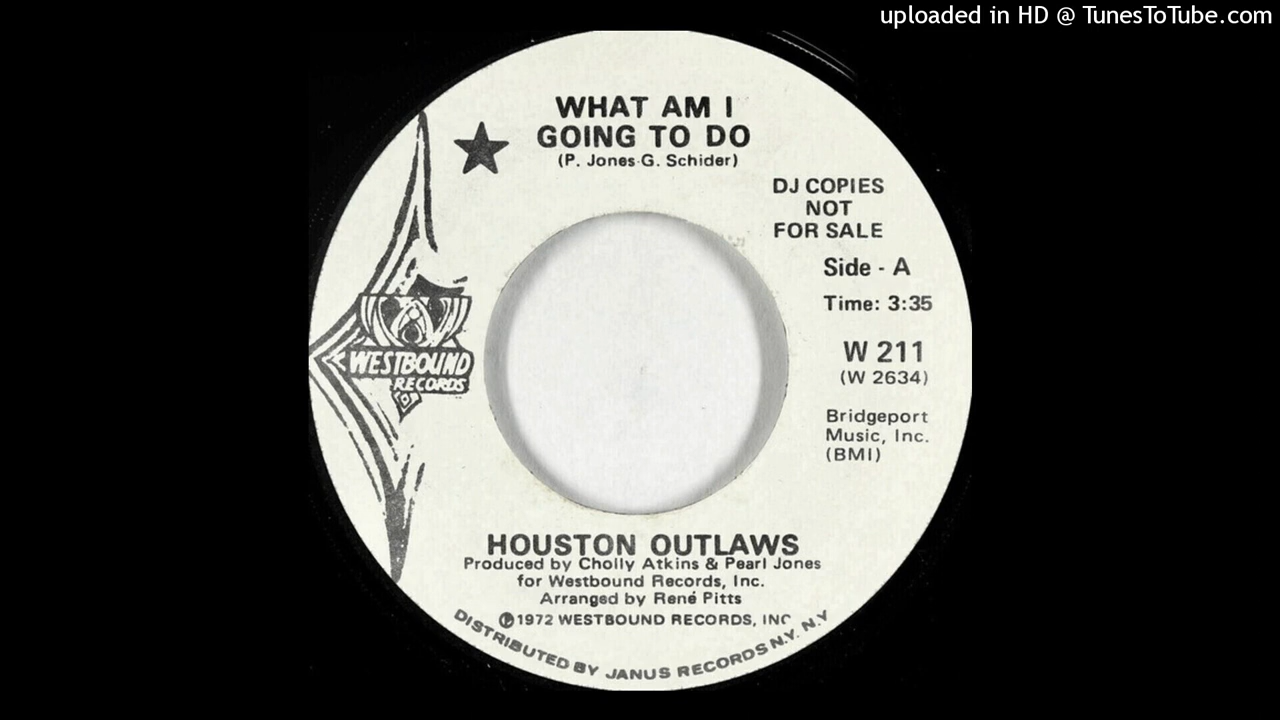 uploaded in HD @ TunesToTube.com
WHAT AM I
GOING TO DO
(P. Jones-G. Schider)
DJ COPIES
NOT
FOR SALE
Side - A
Time: 3:35
W 211
(W 2634)
Bridgeport
Music, Inc.
(BMI)
WESTBOUND
RECORDS
HOUSTON OUTLAWS
Produced by Cholly Atkins & Pearl Jones
for Westbound Records, Inc.
Arranged by René Pitts
Ⓟ1972 WESTBOUND RECORDS, INC
DISTRIBUTED BY JANUS RECORDS N.Y. N.Y